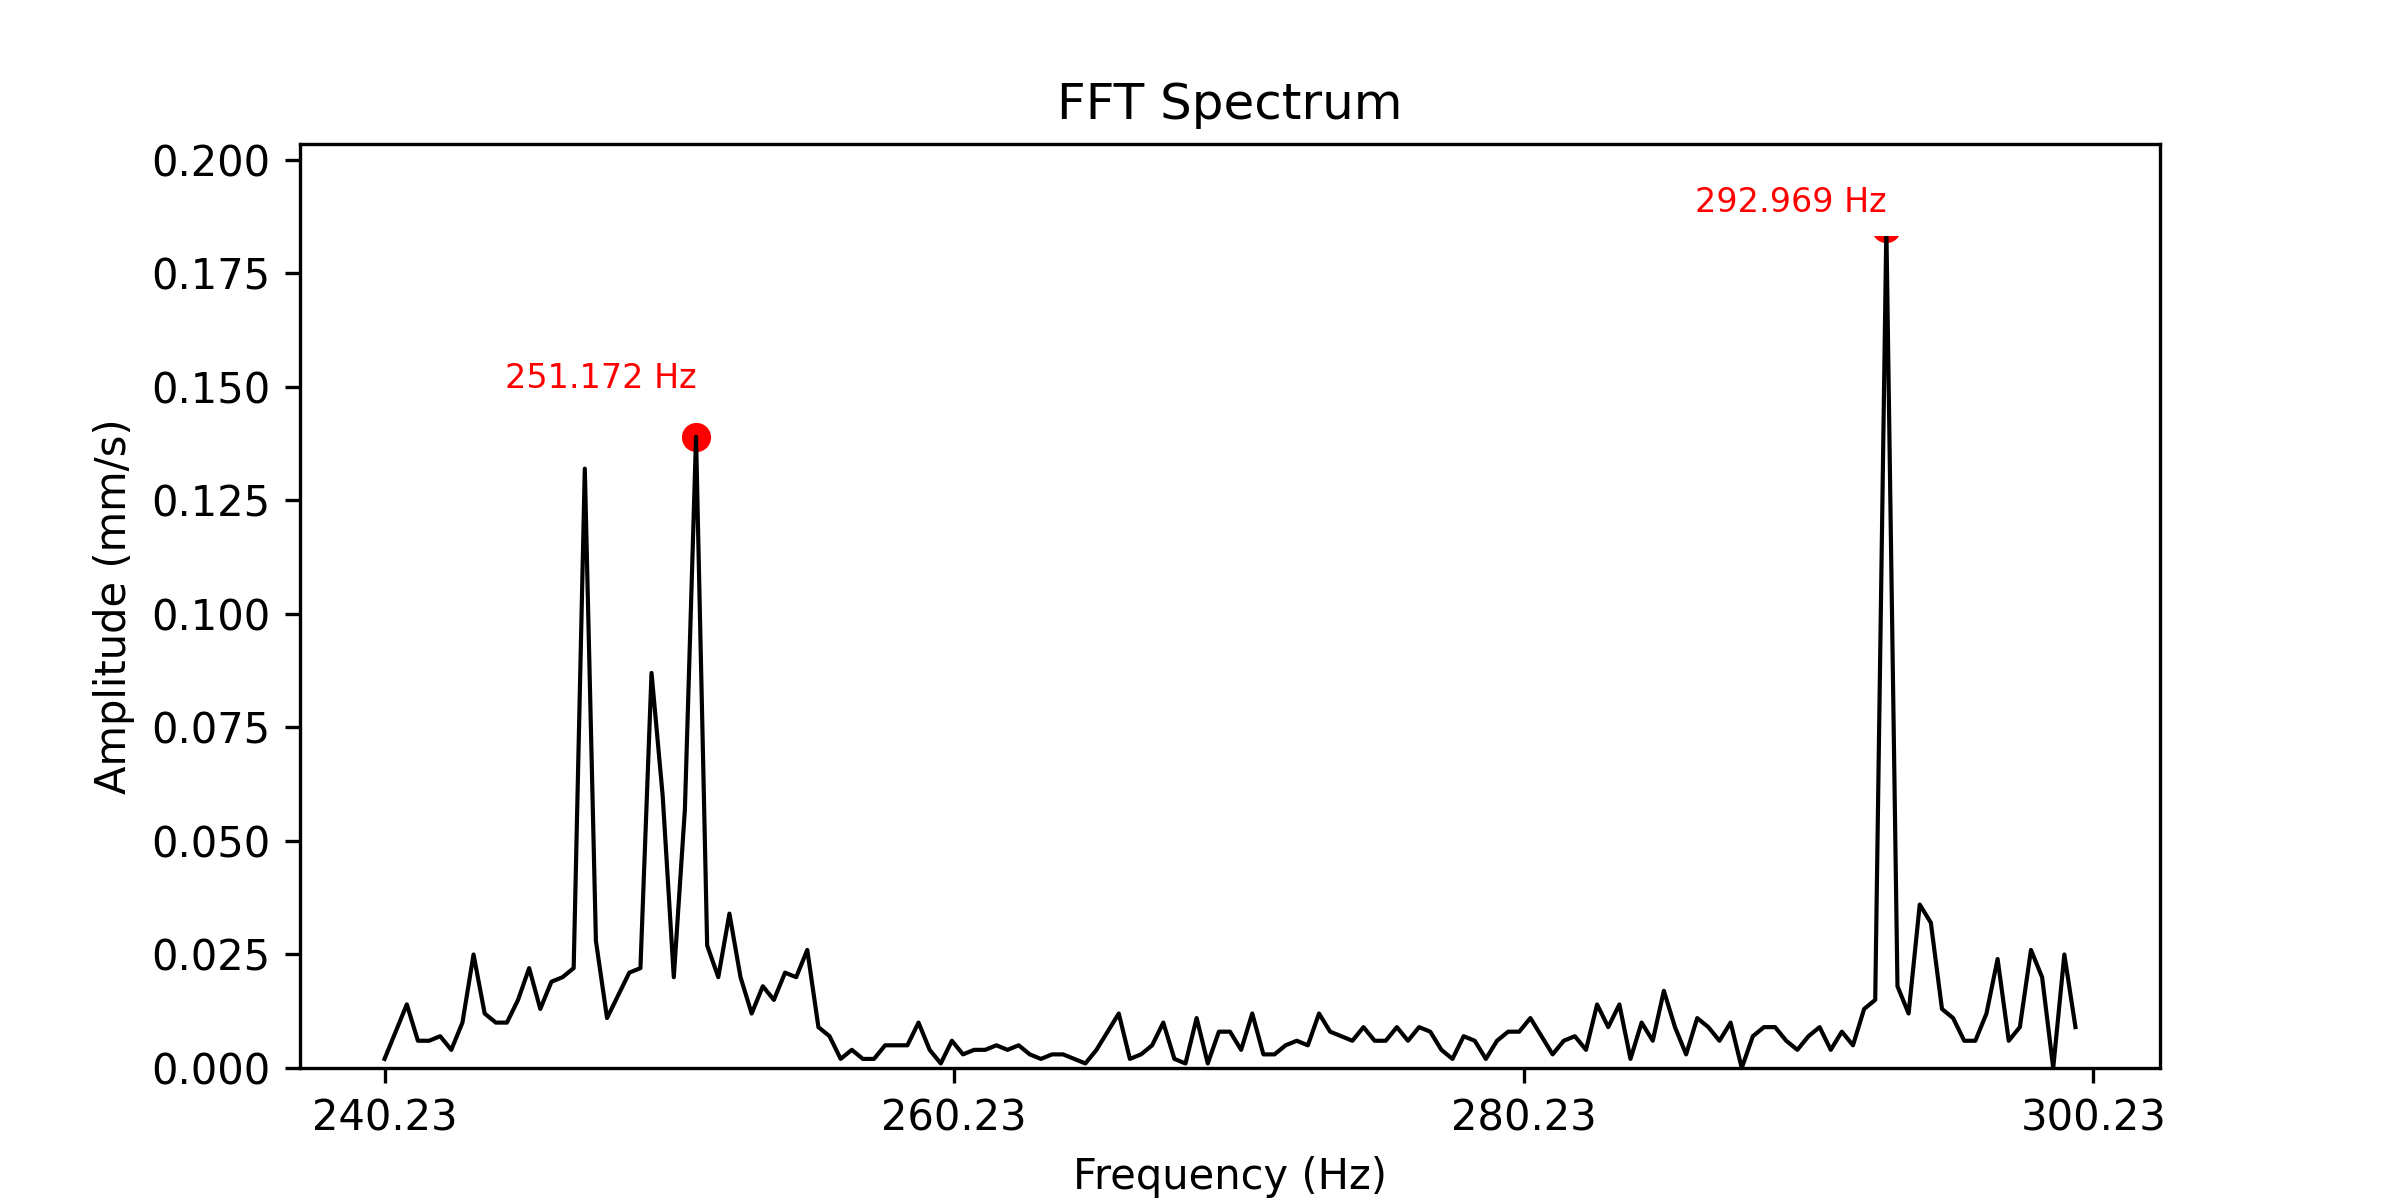 FFT Spectrum
0.200
292.969 Hz
0.175
251.172 Hz
0.150
0.125
0.100
0.075
0.050
0.025
0.000
Amplitude (mm/s)
240.23 260.23 280.23 300.23
Frequency (Hz)